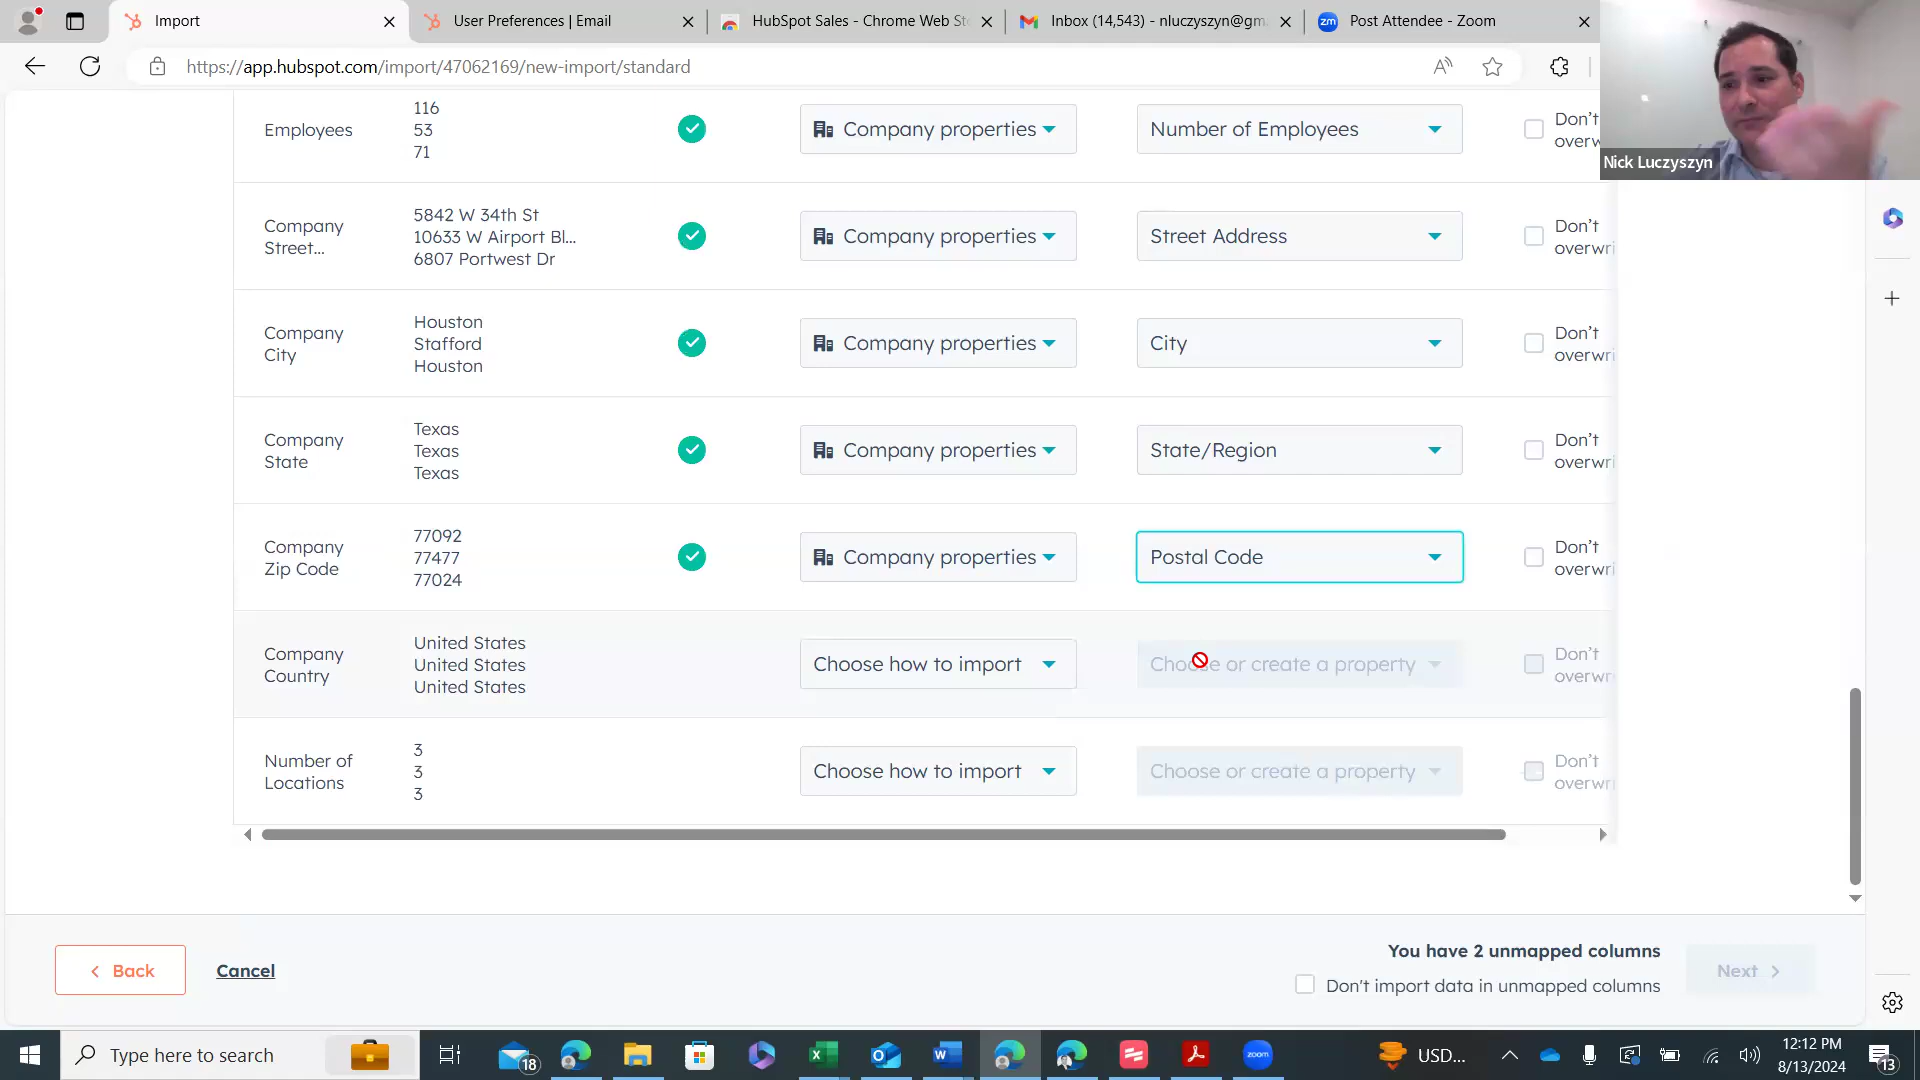 Import
User Preferences | Email
HubSpot Sales - Chrome Web St
Inbox (14,543) - nluczyszyn@gm
zm
Post Attendee - Zoom
https://app.hubspot.com/import/47062169/new-import/standard
Nick Luczyszyn
Employees
116
53
71
Company properties
Number of Employees
Don't
overw
Company
Street...
5842 W 34th St
10633 W Airport Bl...
6807 Portwest Dr
Company properties
Street Address
Don't
overwri
Company
City
Houston
Stafford
Houston
Company properties
City
Don't
overwri
Company
State
Texas
Texas
Texas
Company properties
State/Region
Don't
overwri
Company
Zip Code
77092
77477
77024
Company properties
Postal Code
Don't
overwri
Company
Country
United States
United States
United States
Choose how to import
Choose or create a property
Don't
overwri
Number of
Locations
3
3
3
Choose how to import
Choose or create a property
Don't
overwri
Back
Cancel
You have 2 unmapped columns
Don't import data in unmapped columns
Next
Type here to search
18
zoom
USD...
12:12 PM
8/13/2024
13